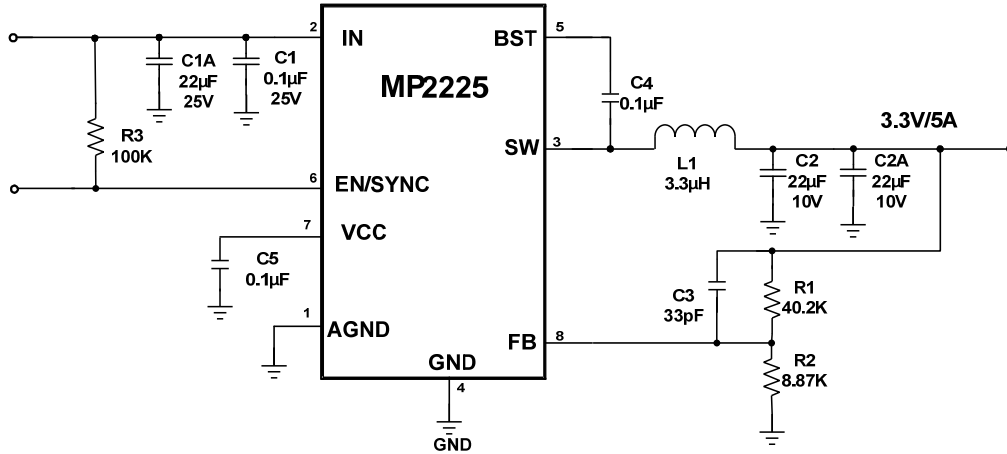 2
IN
BST
5
C1A
22µF
25V
C1
0.1µF
25V
MP2225
C4
0.1µF
R3
100K
SW
3
3.3V/5A
L1
3.3µH
C2
22µF
10V
C2A
22µF
10V
6
EN/SYNC
7
VCC
C5
0.1µF
1
AGND
GND
4
GND
FB
8
C3
33pF
R1
40.2K
R2
8.87K